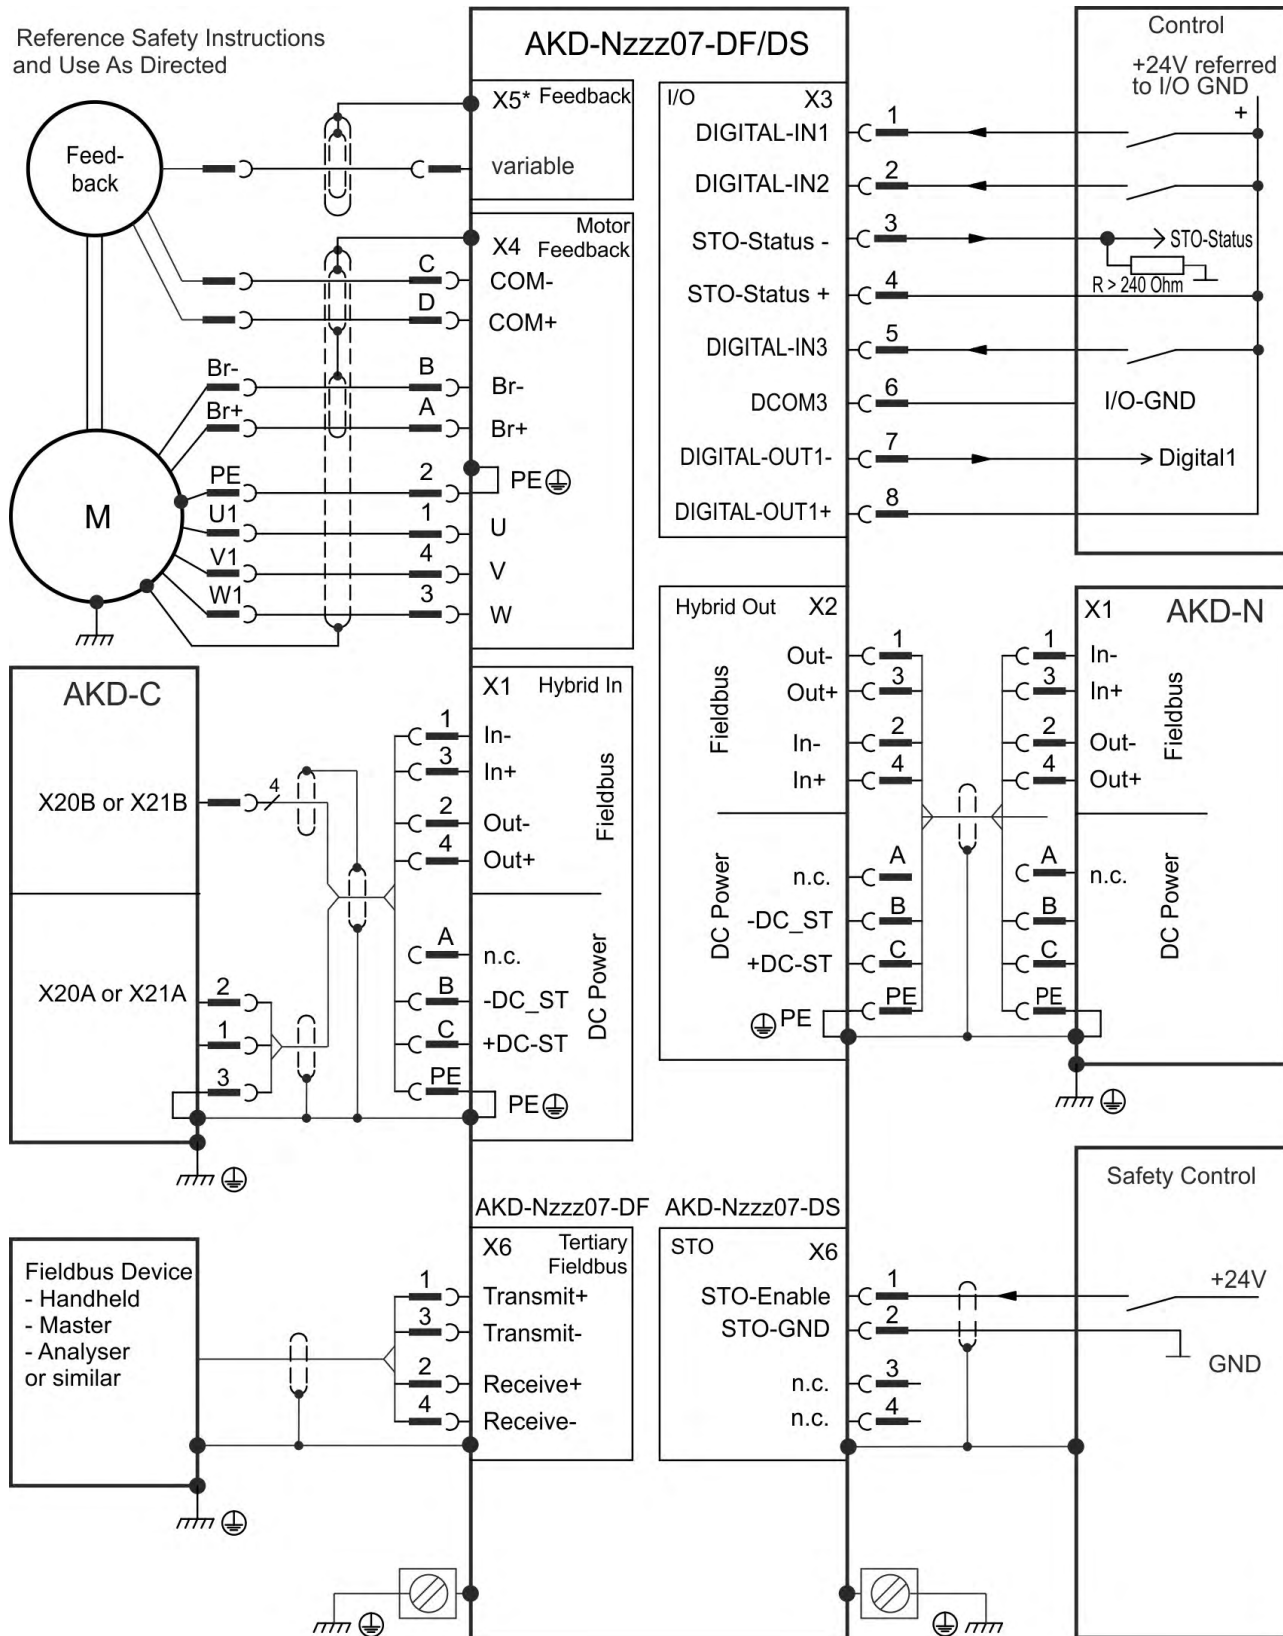 Reference Safety Instructions
and Use As Directed
AKD-Nzzz07-DF/DS
Feed-
back
X5* Feedback
variable
X4 Motor
Feedback
C
COM-
D
COM+
Br-
B
Br-
Br+
A
Br+
PE
2
PE
M
U1
1
U
V1
4
V
W1
3
W
I/O
X3
DIGITAL-IN1
1
DIGITAL-IN2
2
STO-Status -
3
STO-Status +
4
DIGITAL-IN3
5
DCOM3
6
DIGITAL-OUT1-
7
DIGITAL-OUT1+
8
Control
+24V referred
to I/O GND
+
STO-Status
R > 240 Ohm
I/O-GND
Digital1
AKD-C
X20B or X21B
4
X20A or X21A
2
1
3
X1 Hybrid In
1
In-
3
In+
2
Out-
4
Out+
Fieldbus
A
n.c.
B
-DC_ST
C
+DC-ST
PE
PE
DC Power
Hybrid Out X2
Out-
1
Out+
3
In-
2
In+
4
Fieldbus
n.c.
A
-DC_ST
B
+DC-ST
C
PE
PE
DC Power
X1
AKD-N
1
In-
3
In+
2
Out-
4
Out+
Fieldbus
A
n.c.
B
C
PE
DC Power
AKD-Nzzz07-DF
AKD-Nzzz07-DS
Fieldbus Device
- Handheld
- Master
- Analyser
or similar
X6 Tertiary
Fieldbus
1
Transmit+
3
Transmit-
2
Receive+
4
Receive-
STO
X6
STO-Enable
1
STO-GND
2
n.c.
3
n.c.
4
Safety Control
+24V
GND